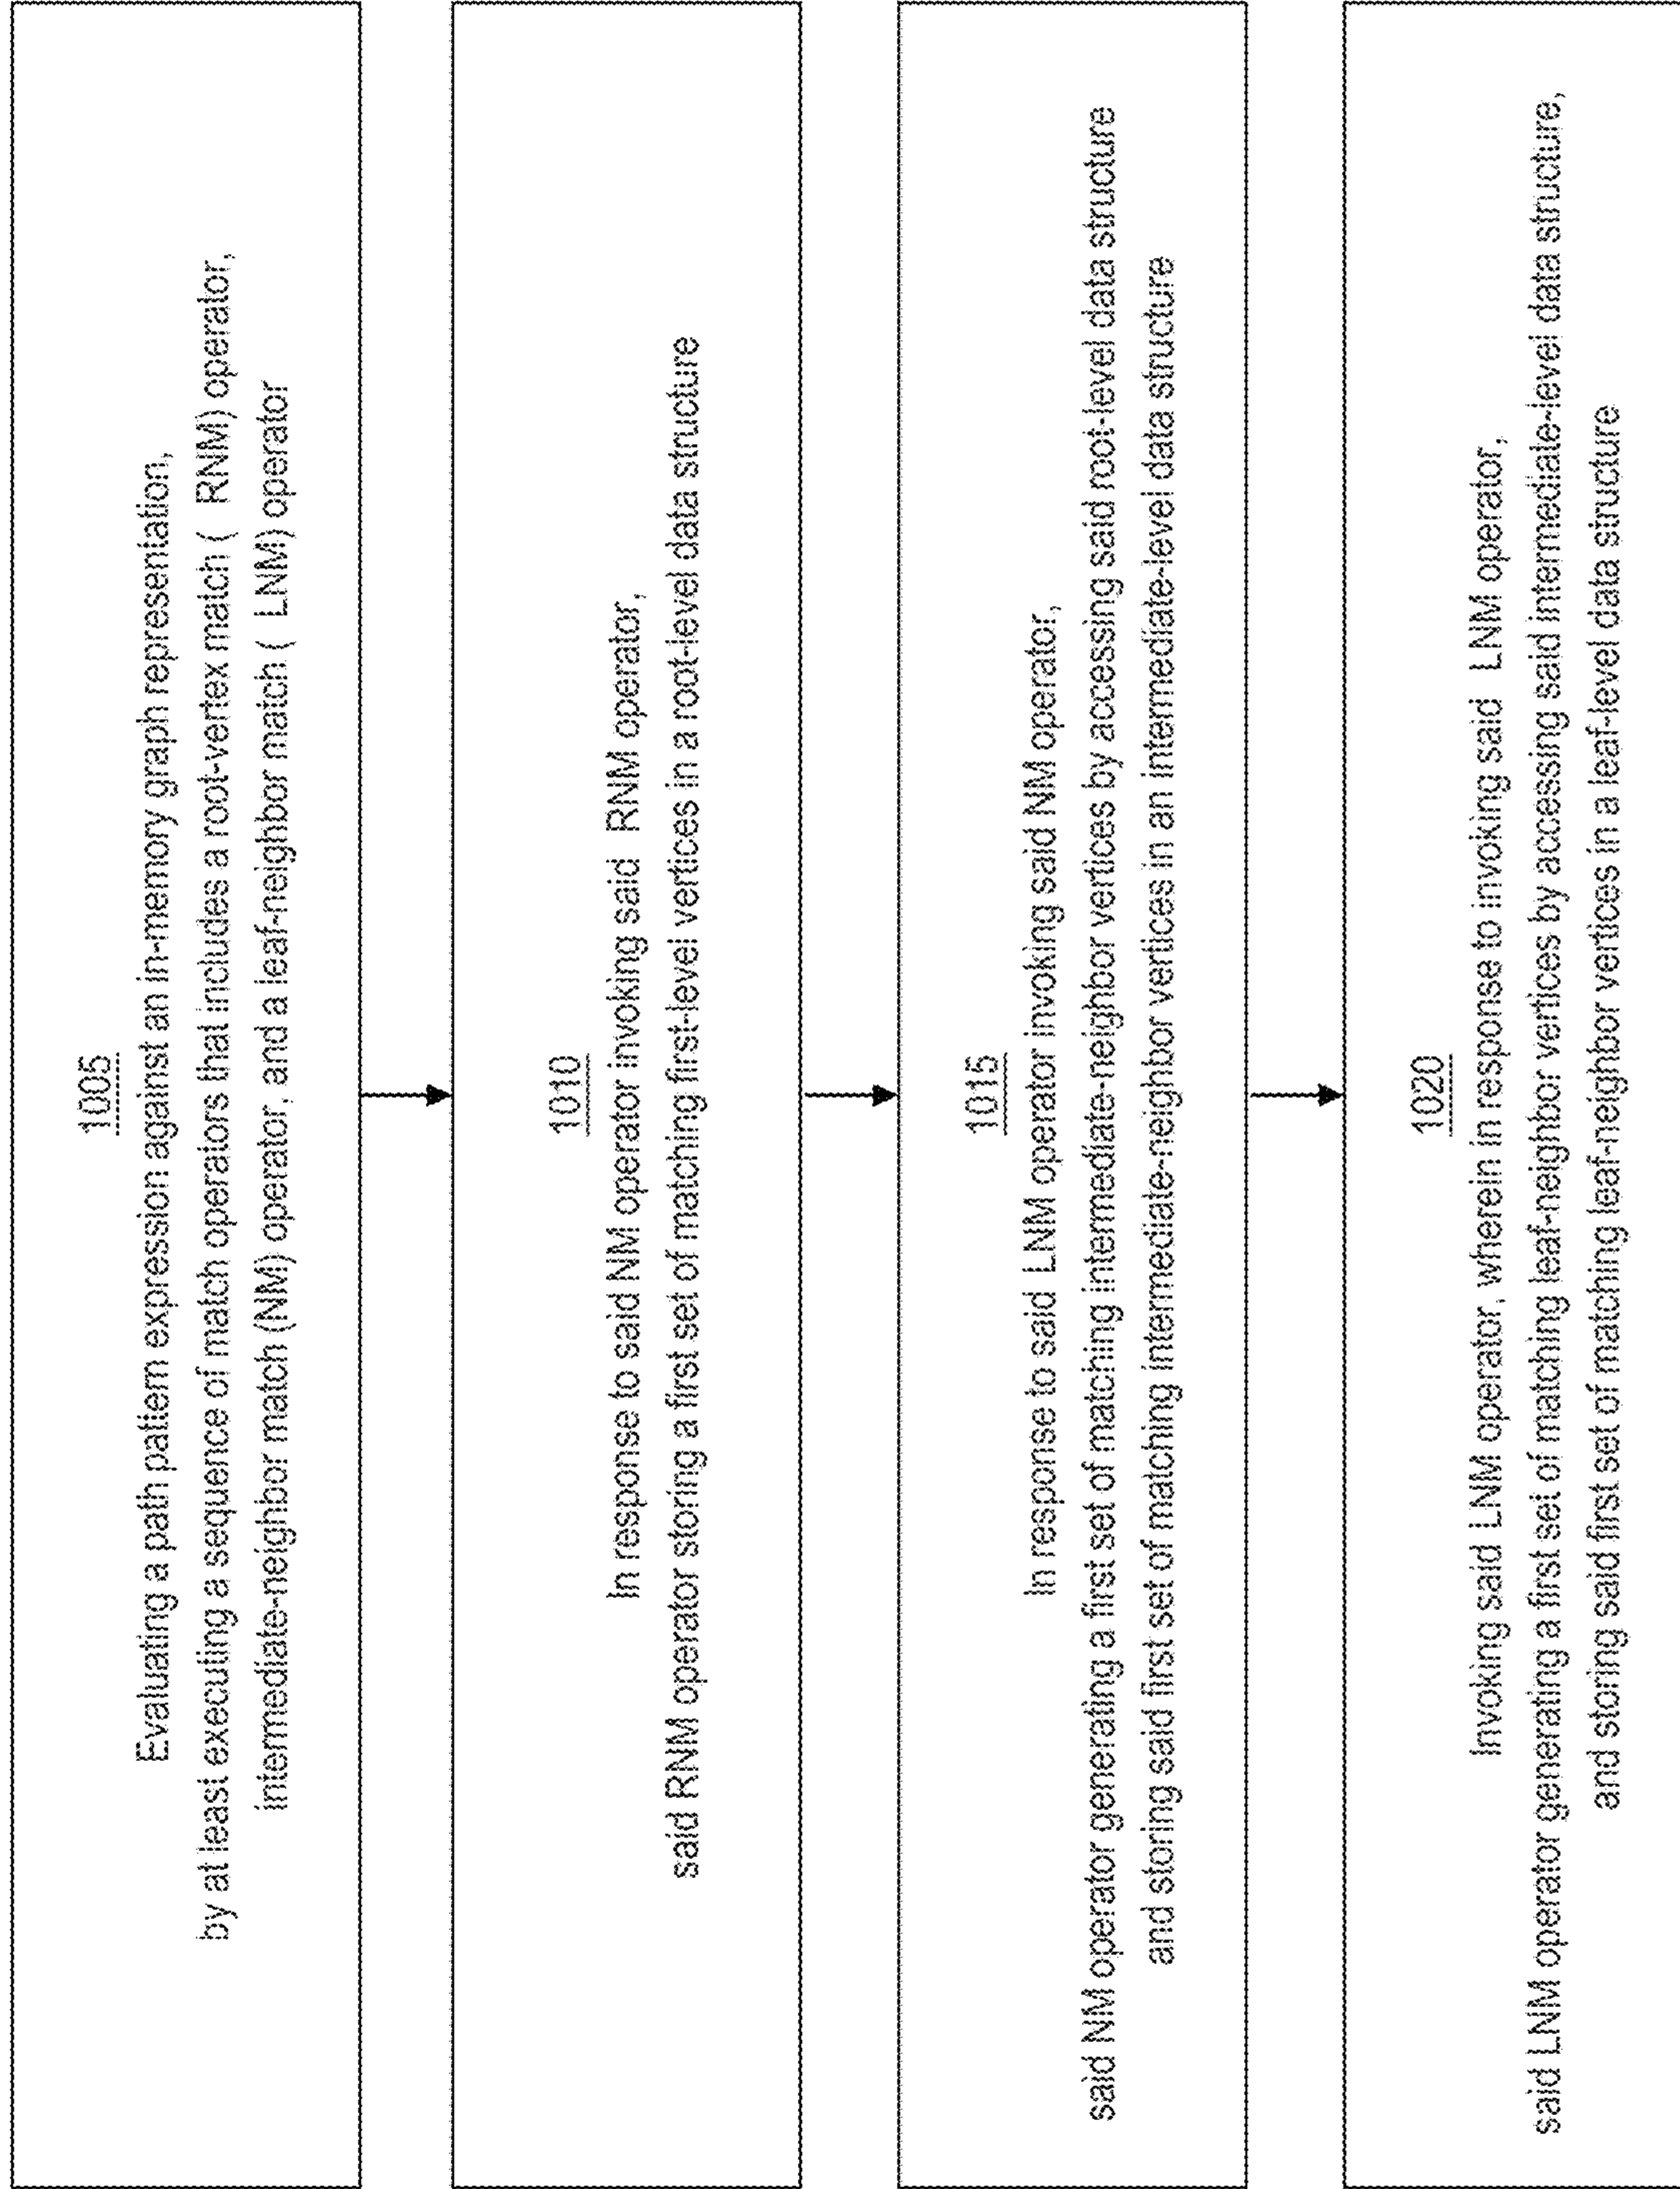 1005
Evaluating a path pattern expression against an in-memory graph representation,
by at least executing a sequence of match operators that includes a root-vertex match ( RNM) operator,
intermediate-neighbor match (NM) operator, and a leaf-neighbor match ( LNM) operator
1010
In response to said NM operator invoking said RNM operator,
said RNM operator storing a first set of matching first-level vertices in a root-level data structure
1015
In response to said LNM operator invoking said NM operator,
said NM operator generating a first set of matching intermediate-neighbor vertices by accessing said root-level data structure
and storing said first set of matching intermediate-neighbor vertices in an intermediate-level data structure
1020
Invoking said LNM operator, wherein in response to invoking said LNM operator,
said LNM operator generating a first set of matching leaf-neighbor vertices by accessing said intermediate-level data structure,
and storing said first set of matching leaf-neighbor vertices in a leaf-level data structure